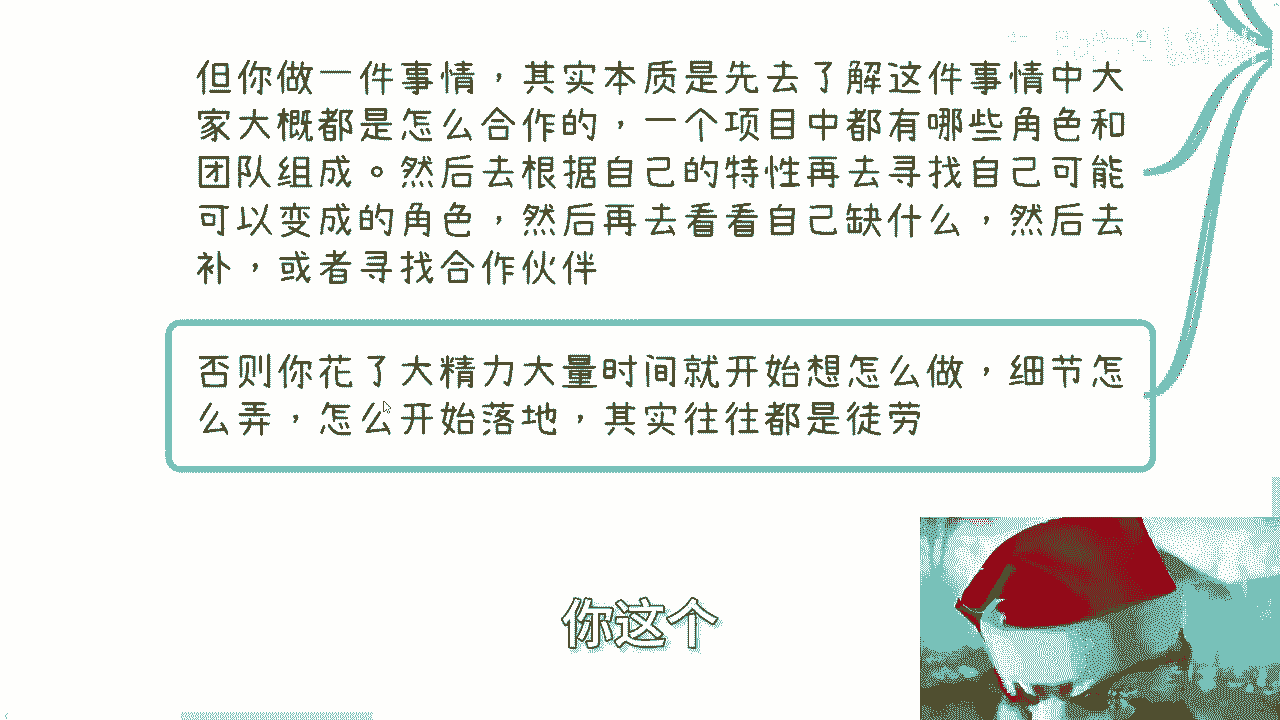 但你做一件事情，其实本质是先去了解这件事情中大
家大概都是怎么合作的，一个项目中都有哪些角色和
团队组成。然后去根据自己的特性再去寻找自己可能
可以变成的角色，然后再去看看自己缺什么，然后去
补，或者寻找合作伙伴
否则你花了大精力大量时间就开始想怎么做，细节怎
么弄，怎么开始落地，其实往往都是徒劳
你这个